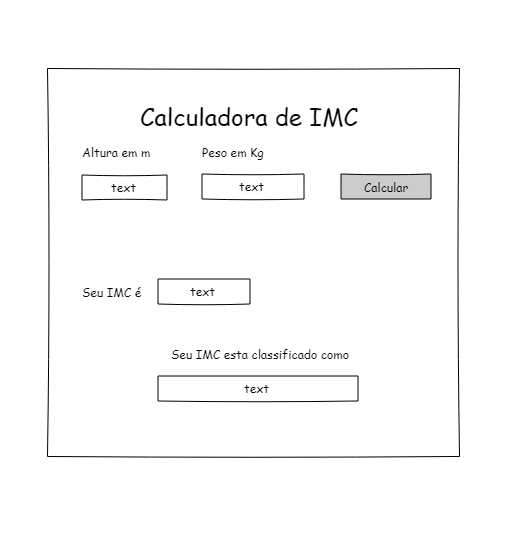 Calculadora de IMC
Altura em m
Peso em Kg
text
text
Calcular
Seu IMC é
text
Seu IMC esta classificado como
text